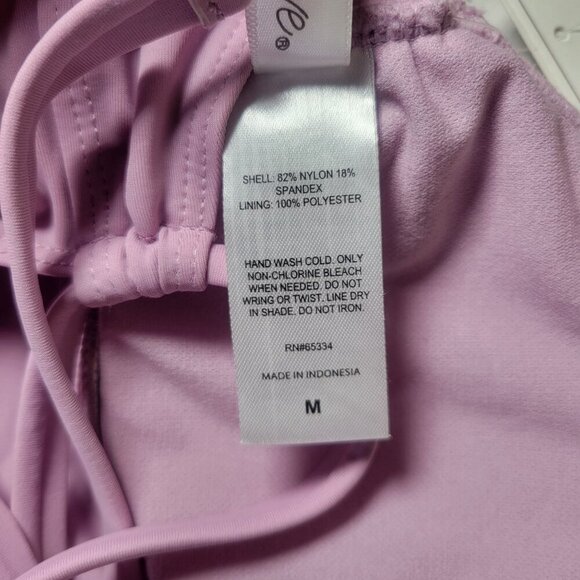 SHELL: 82% NYLON 18%
SPANDEX
LINING: 100% POLYESTER
HAND WASH COLD. ONLY
NON-CHLORINE BLEACH
WHEN NEEDED. DO NOT
WRING OR TWIST. LINE DRY
IN SHADE. DO NOT IRON.
RN#65334
MADE IN INDONESIA
M